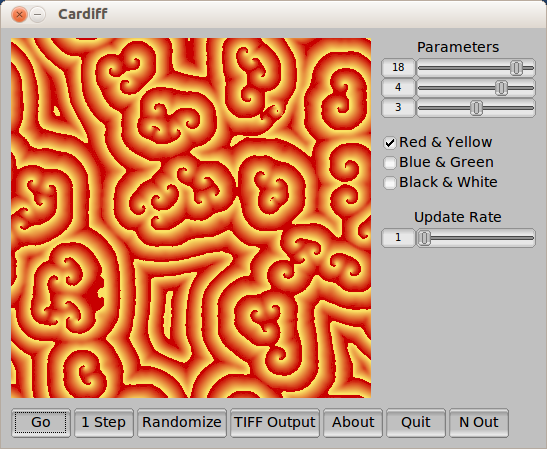 Cardiff
Parameters
18
4
3
Red & Yellow
Blue & Green
Black & White
Update Rate
1
Go 1 Step Randomize TIFF Output About Quit N Out